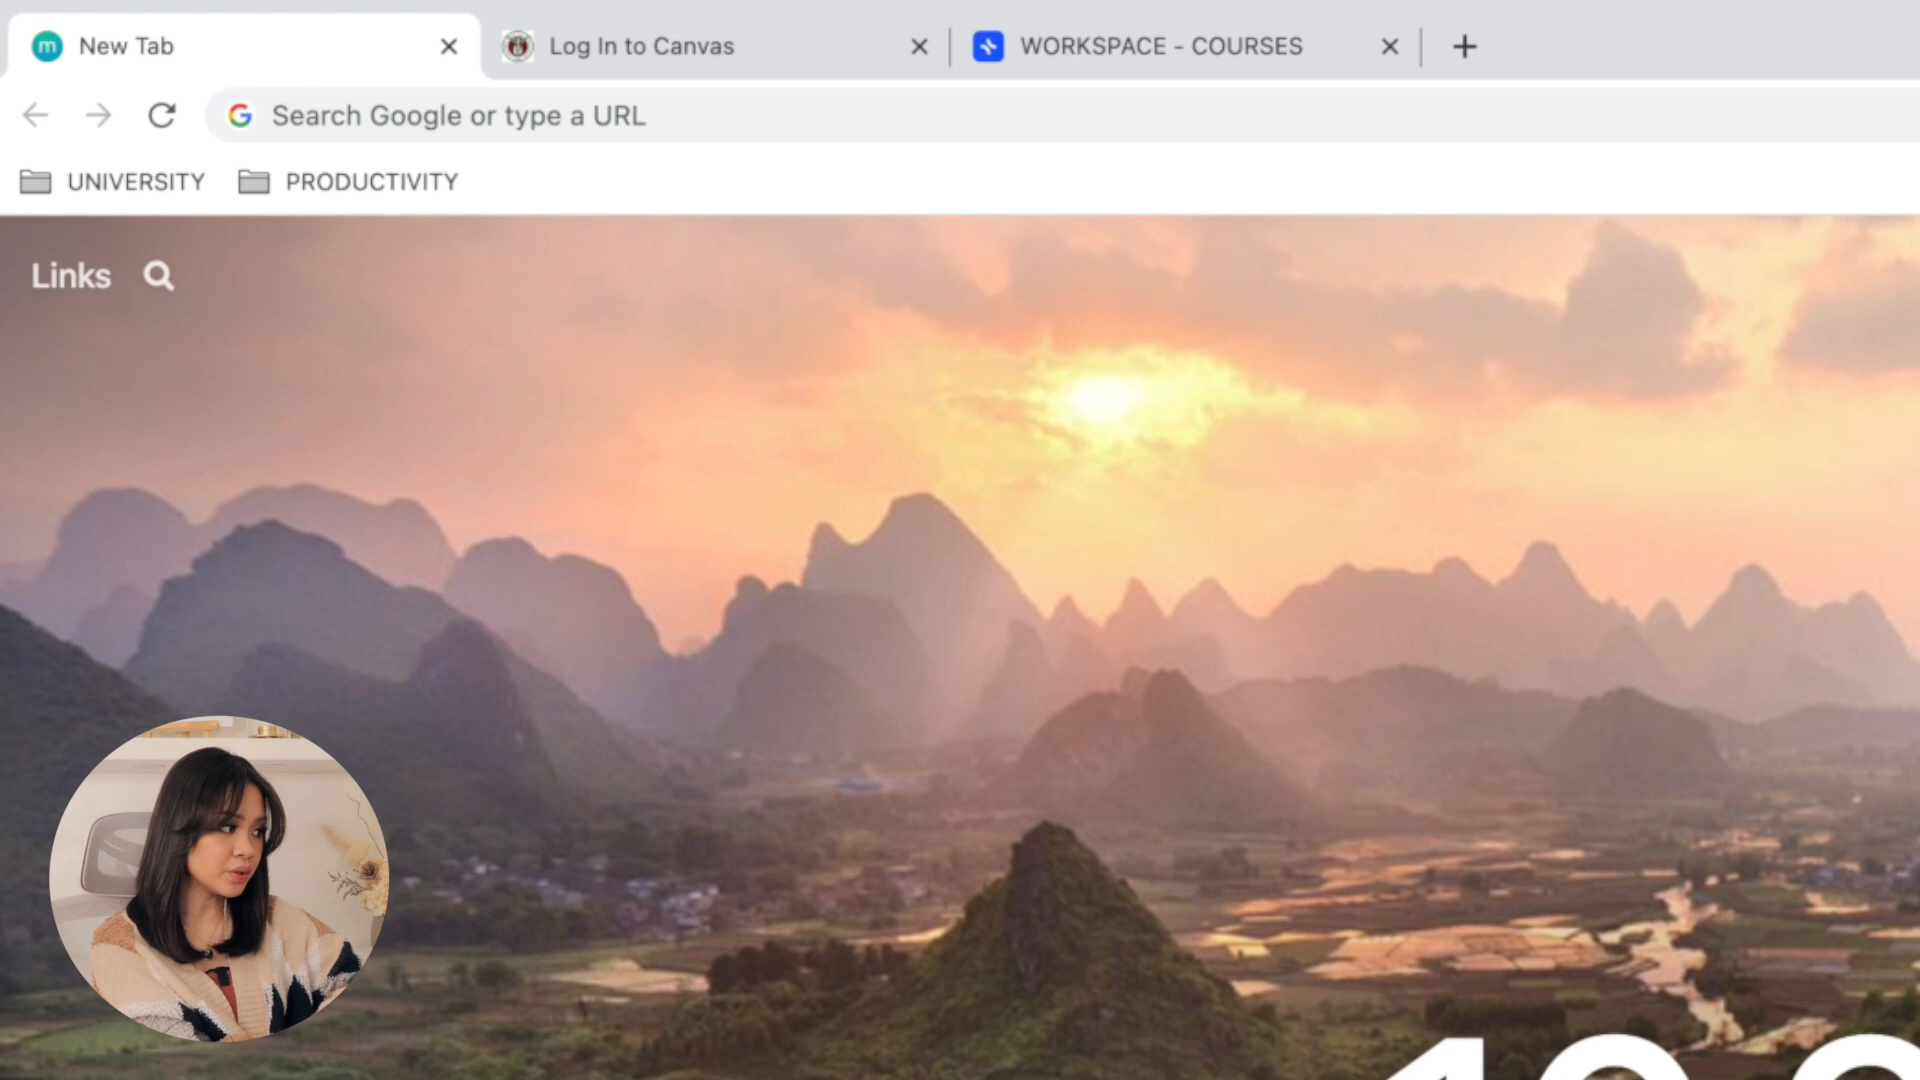 m New Tab
Log In to Canvas
WORKSPACE - COURSES
G Search Google or type a URL
UNIVERSITY
PRODUCTIVITY
Links